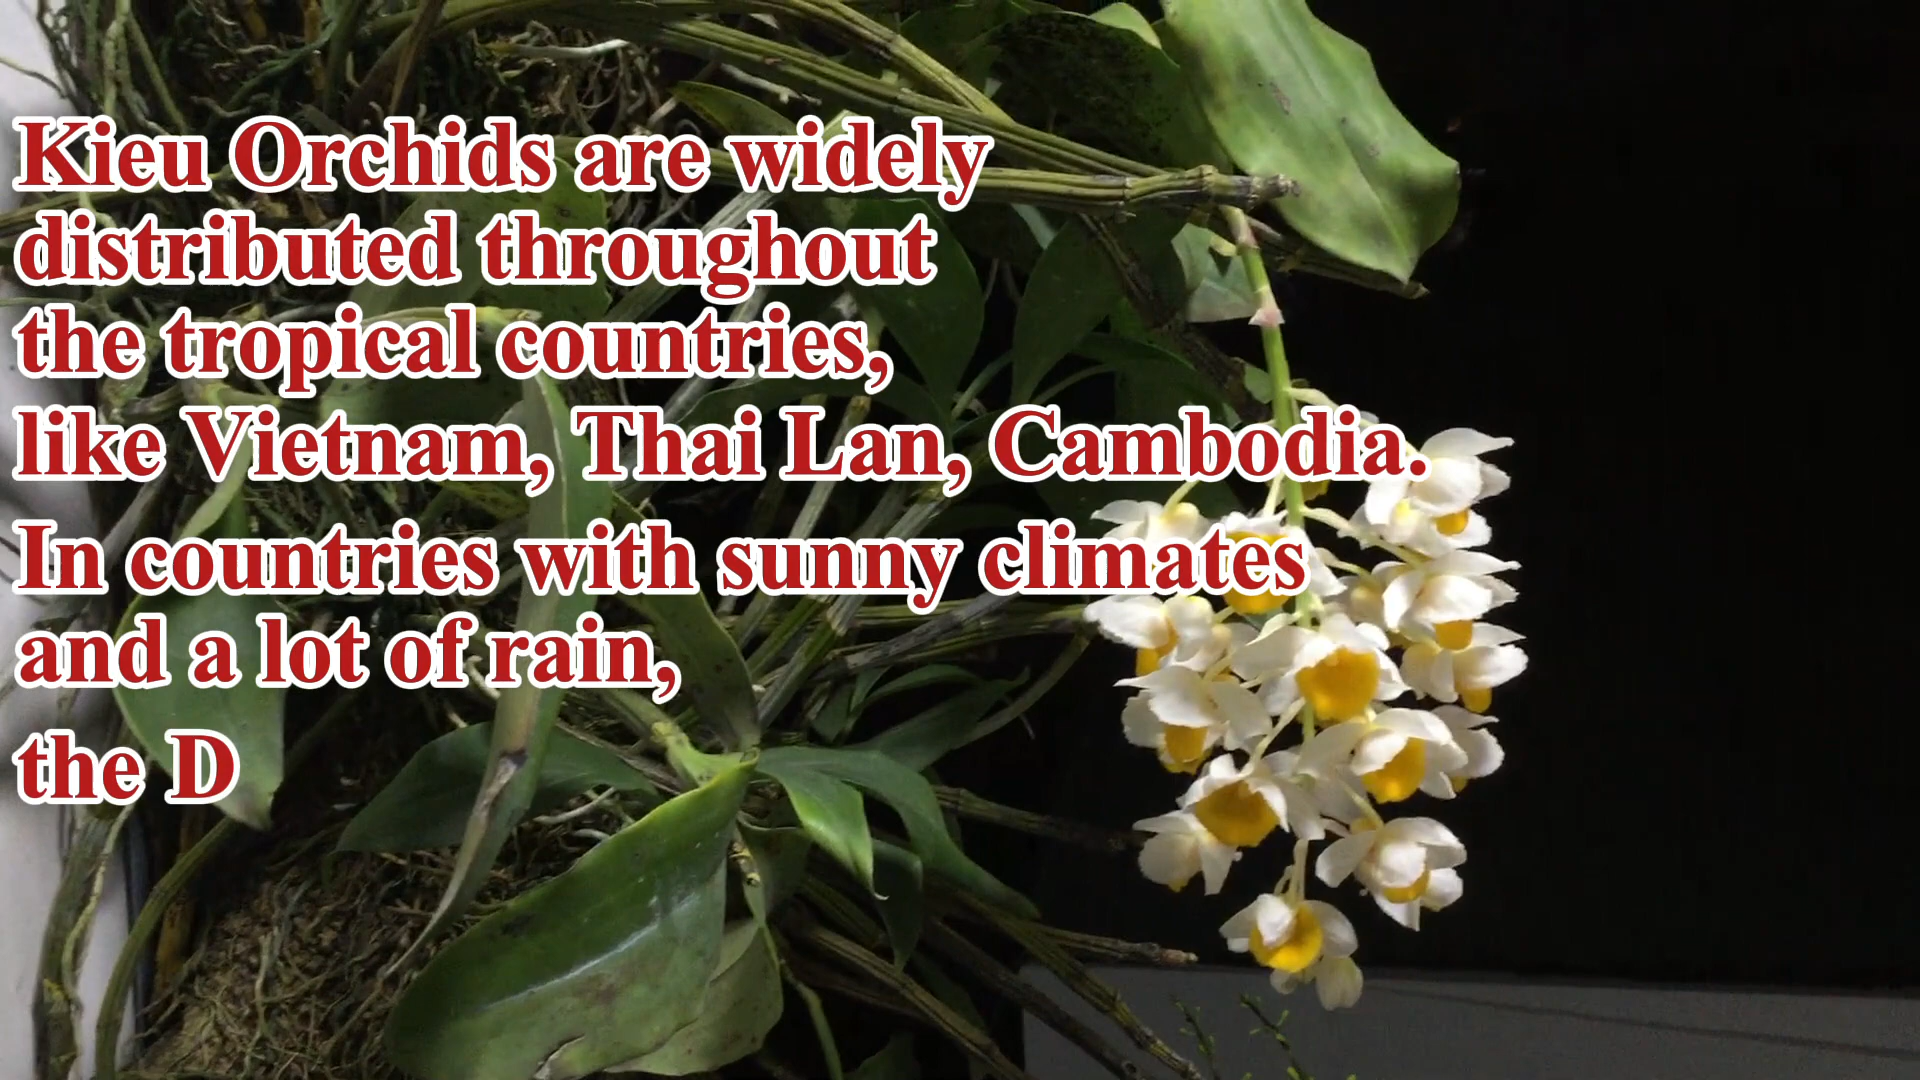 Kieu Orchids are widely
distributed throughout
the tropical countries,
like Vietnam, Thai Lan, Cambodia.
In countries with sunny climates
and a lot of rain,
the D